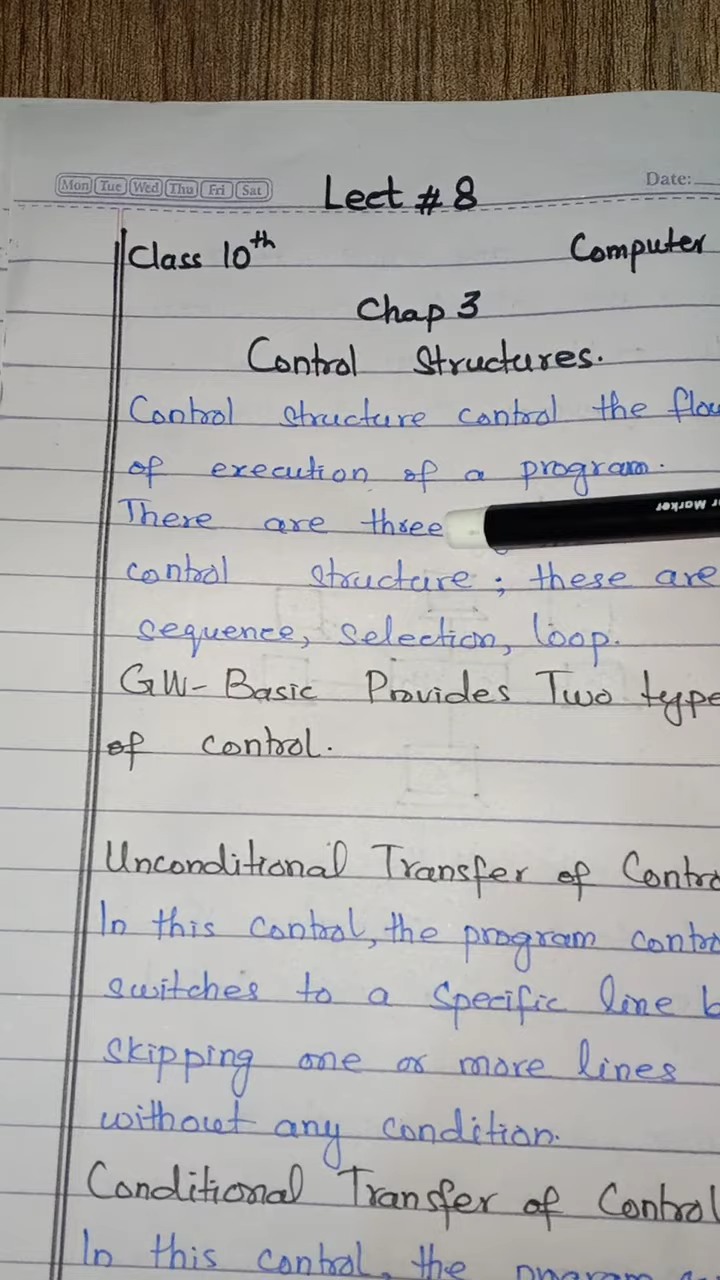 Mon Tue Wed Thu Fri Sat
Lect # 8
Date:
Class 10th Computer
Chap 3
Control Structures.
Control structure control the flow
of execution of a program.
There are three
Marker
control structure; these are
sequence, selection, loop.
GW-Basic Provides Two type
of control.
Unconditional Transfer of Contro
In this control, the program contro
switches to a specific line b
skipping one or more lines
without any condition.
Conditional Transfer of Control
In this control, the program